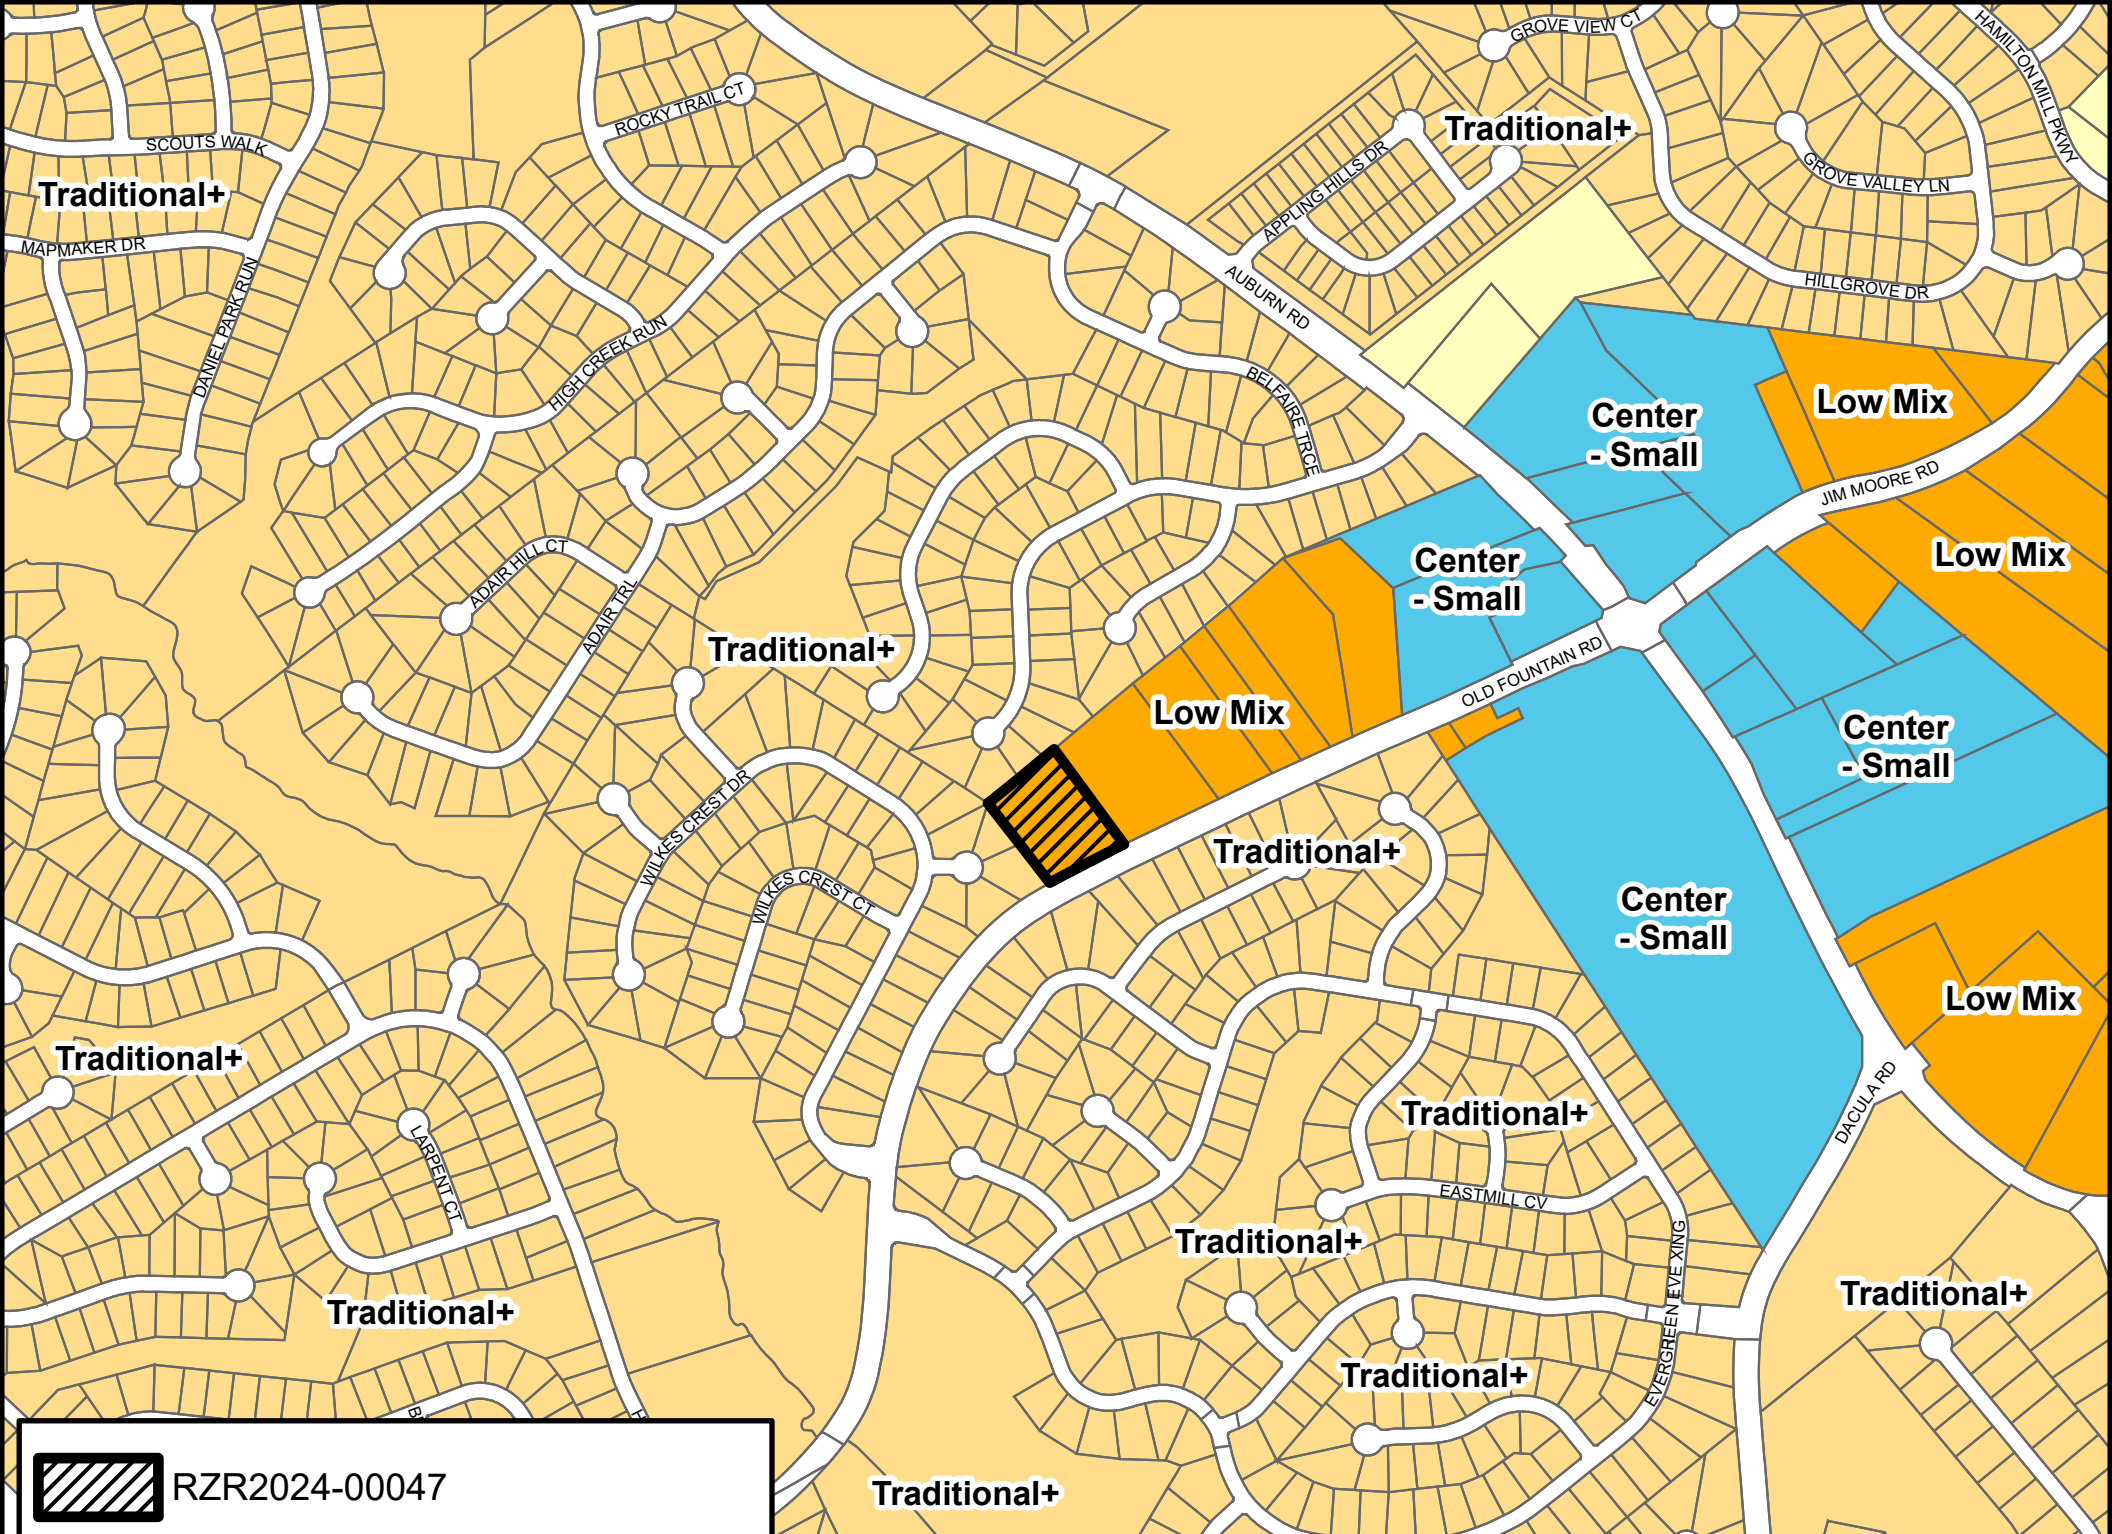 GROVE VIEW CT
HAMILTON MILL PKWY
ROCKY TRAIL CT
Traditional+
SCOUTS WALK
APPLING HILLS DR
GROVE VALLEY LN
Traditional+
MAPMAKER DR
DANIEL PARK RUN
AUBURN RD
HILLGROVE DR
HIGH CREEK RUN
BELFAIRE TRCE
Center
- Small
Low Mix
JIM MOORE RD
Low Mix
Center
- Small
ADAIR HILL CT
ADAIR TRL
Traditional+
OLD FOUNTAIN RD
Low Mix
Center
- Small
WILKES CREST DR
Traditional+
WILKES CREST CT
Center
- Small
Low Mix
Traditional+
DACULA RD
Traditional+
LARPENT CT
EASTMILL CV
Traditional+
EVERGREEN EVE XING
Traditional+
Traditional+
Traditional+
RZR2024-00047
Traditional+